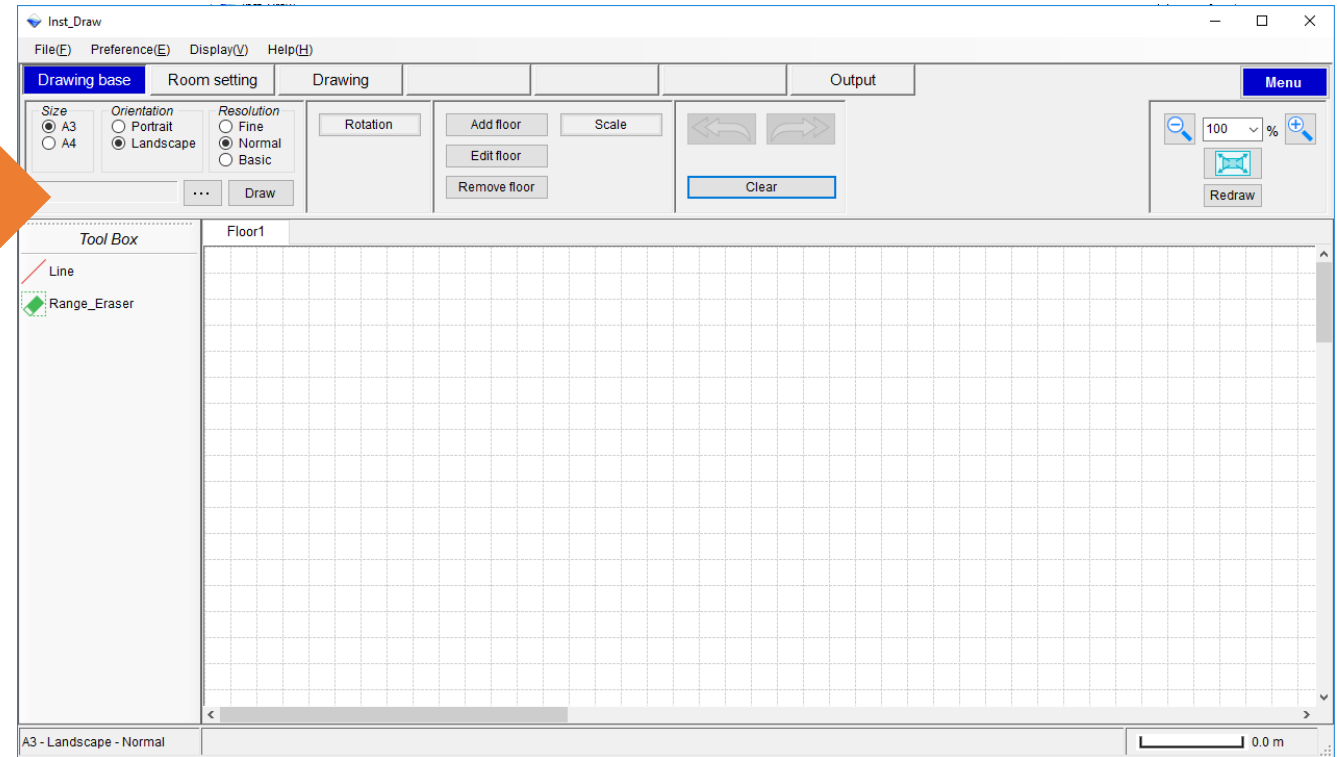 Inst_Draw
File(F) Preference(E) Display(V) Help(H)
Drawing base Room setting Drawing Output Menu
Size Orientation Resolution
A3 Portrait Fine
A4 Landscape Normal
Basic
... Draw
Rotation
Add floor Scale
Edit floor
Remove floor
Clear
100 %
Redraw
Tool Box
Line
Range_Eraser
Floor1
A3 - Landscape - Normal
0.0 m